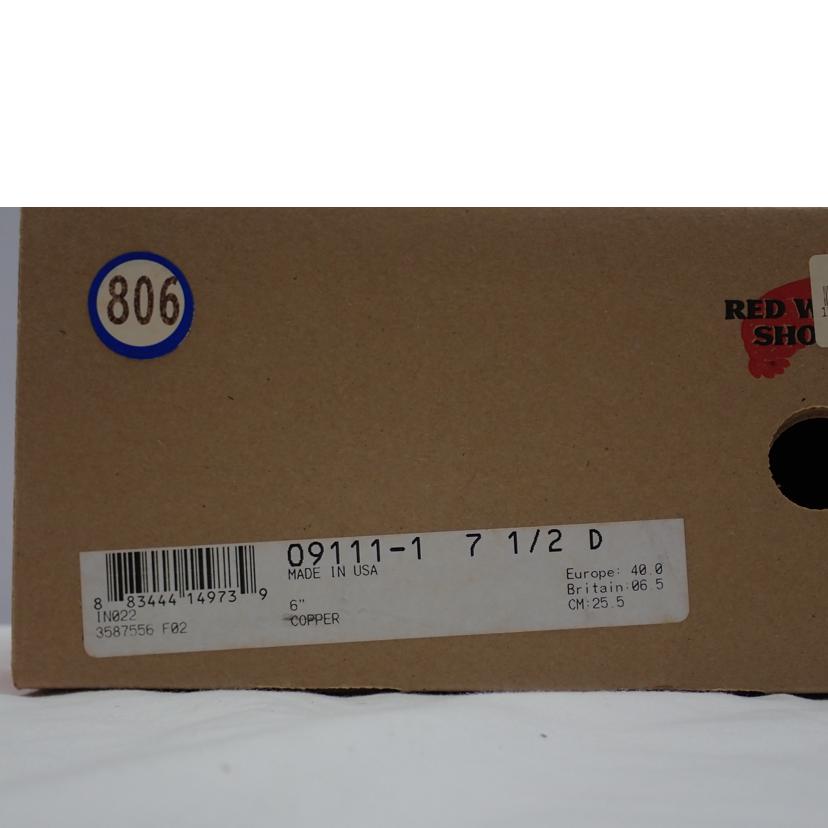 806
RED W
SHO
09111-1 7 1/2 D
MADE IN USA
8 83444 14973 9
IN022
3587556 F02
6"
COPPER
Europe: 40.0
Britain:06.5
CM:25.5